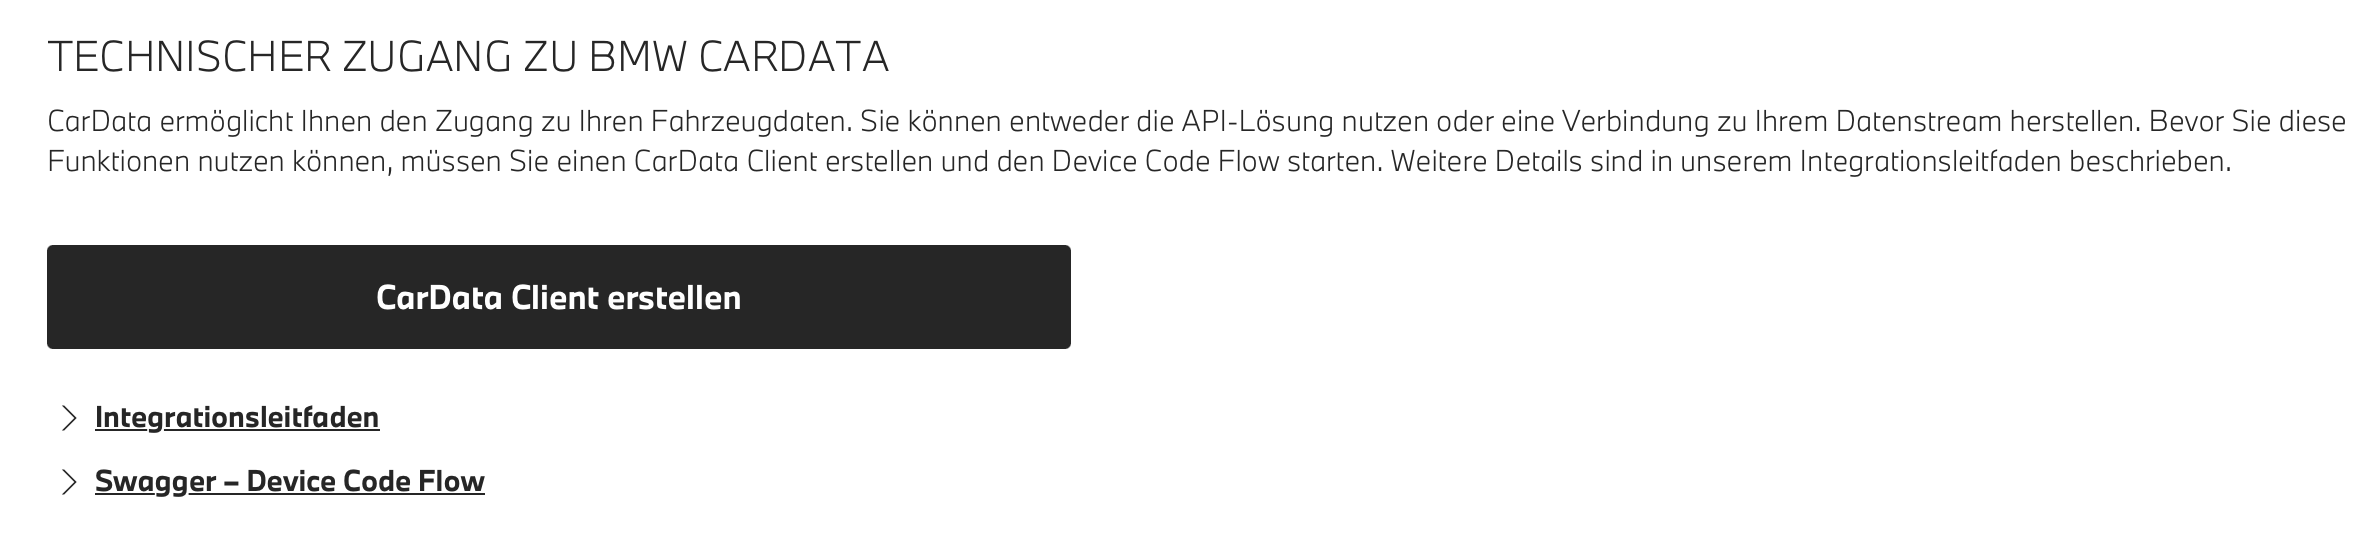 TECHNISCHER ZUGANG ZU BMW CARDATA
CarData ermöglicht Ihnen den Zugang zu Ihren Fahrzeugdaten. Sie können entweder die API-Lösung nutzen oder eine Verbindung zu Ihrem Datenstream herstellen. Bevor Sie diese
Funktionen nutzen können, müssen Sie einen CarData Client erstellen und den Device Code Flow starten. Weitere Details sind in unserem Integrationsleitfaden beschrieben.
CarData Client erstellen
Integrationsleitfaden
Swagger – Device Code Flow